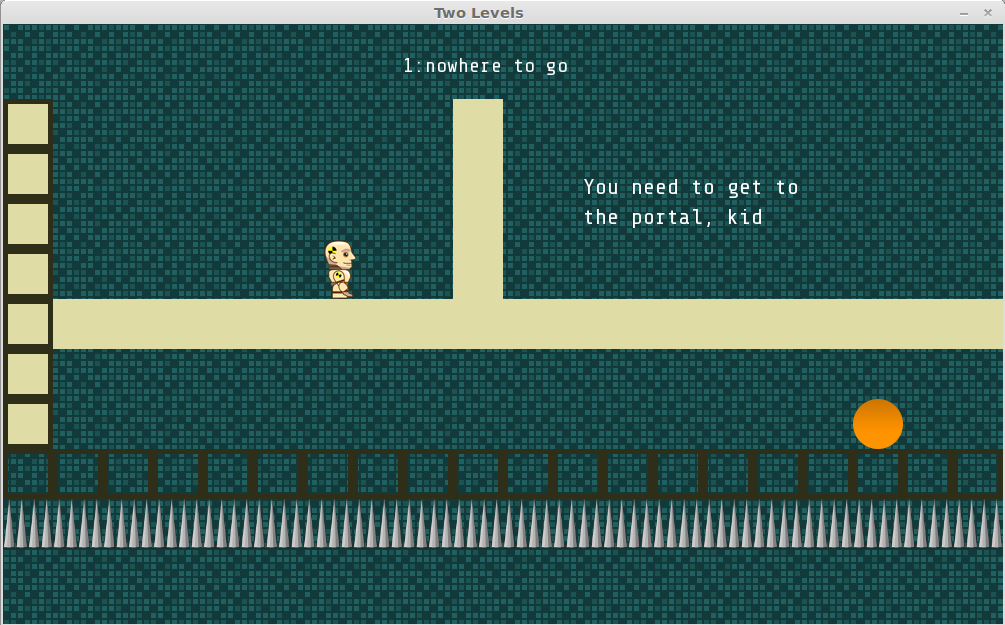 Two Levels
1:nowhere to go
You need to get to
the portal, kid